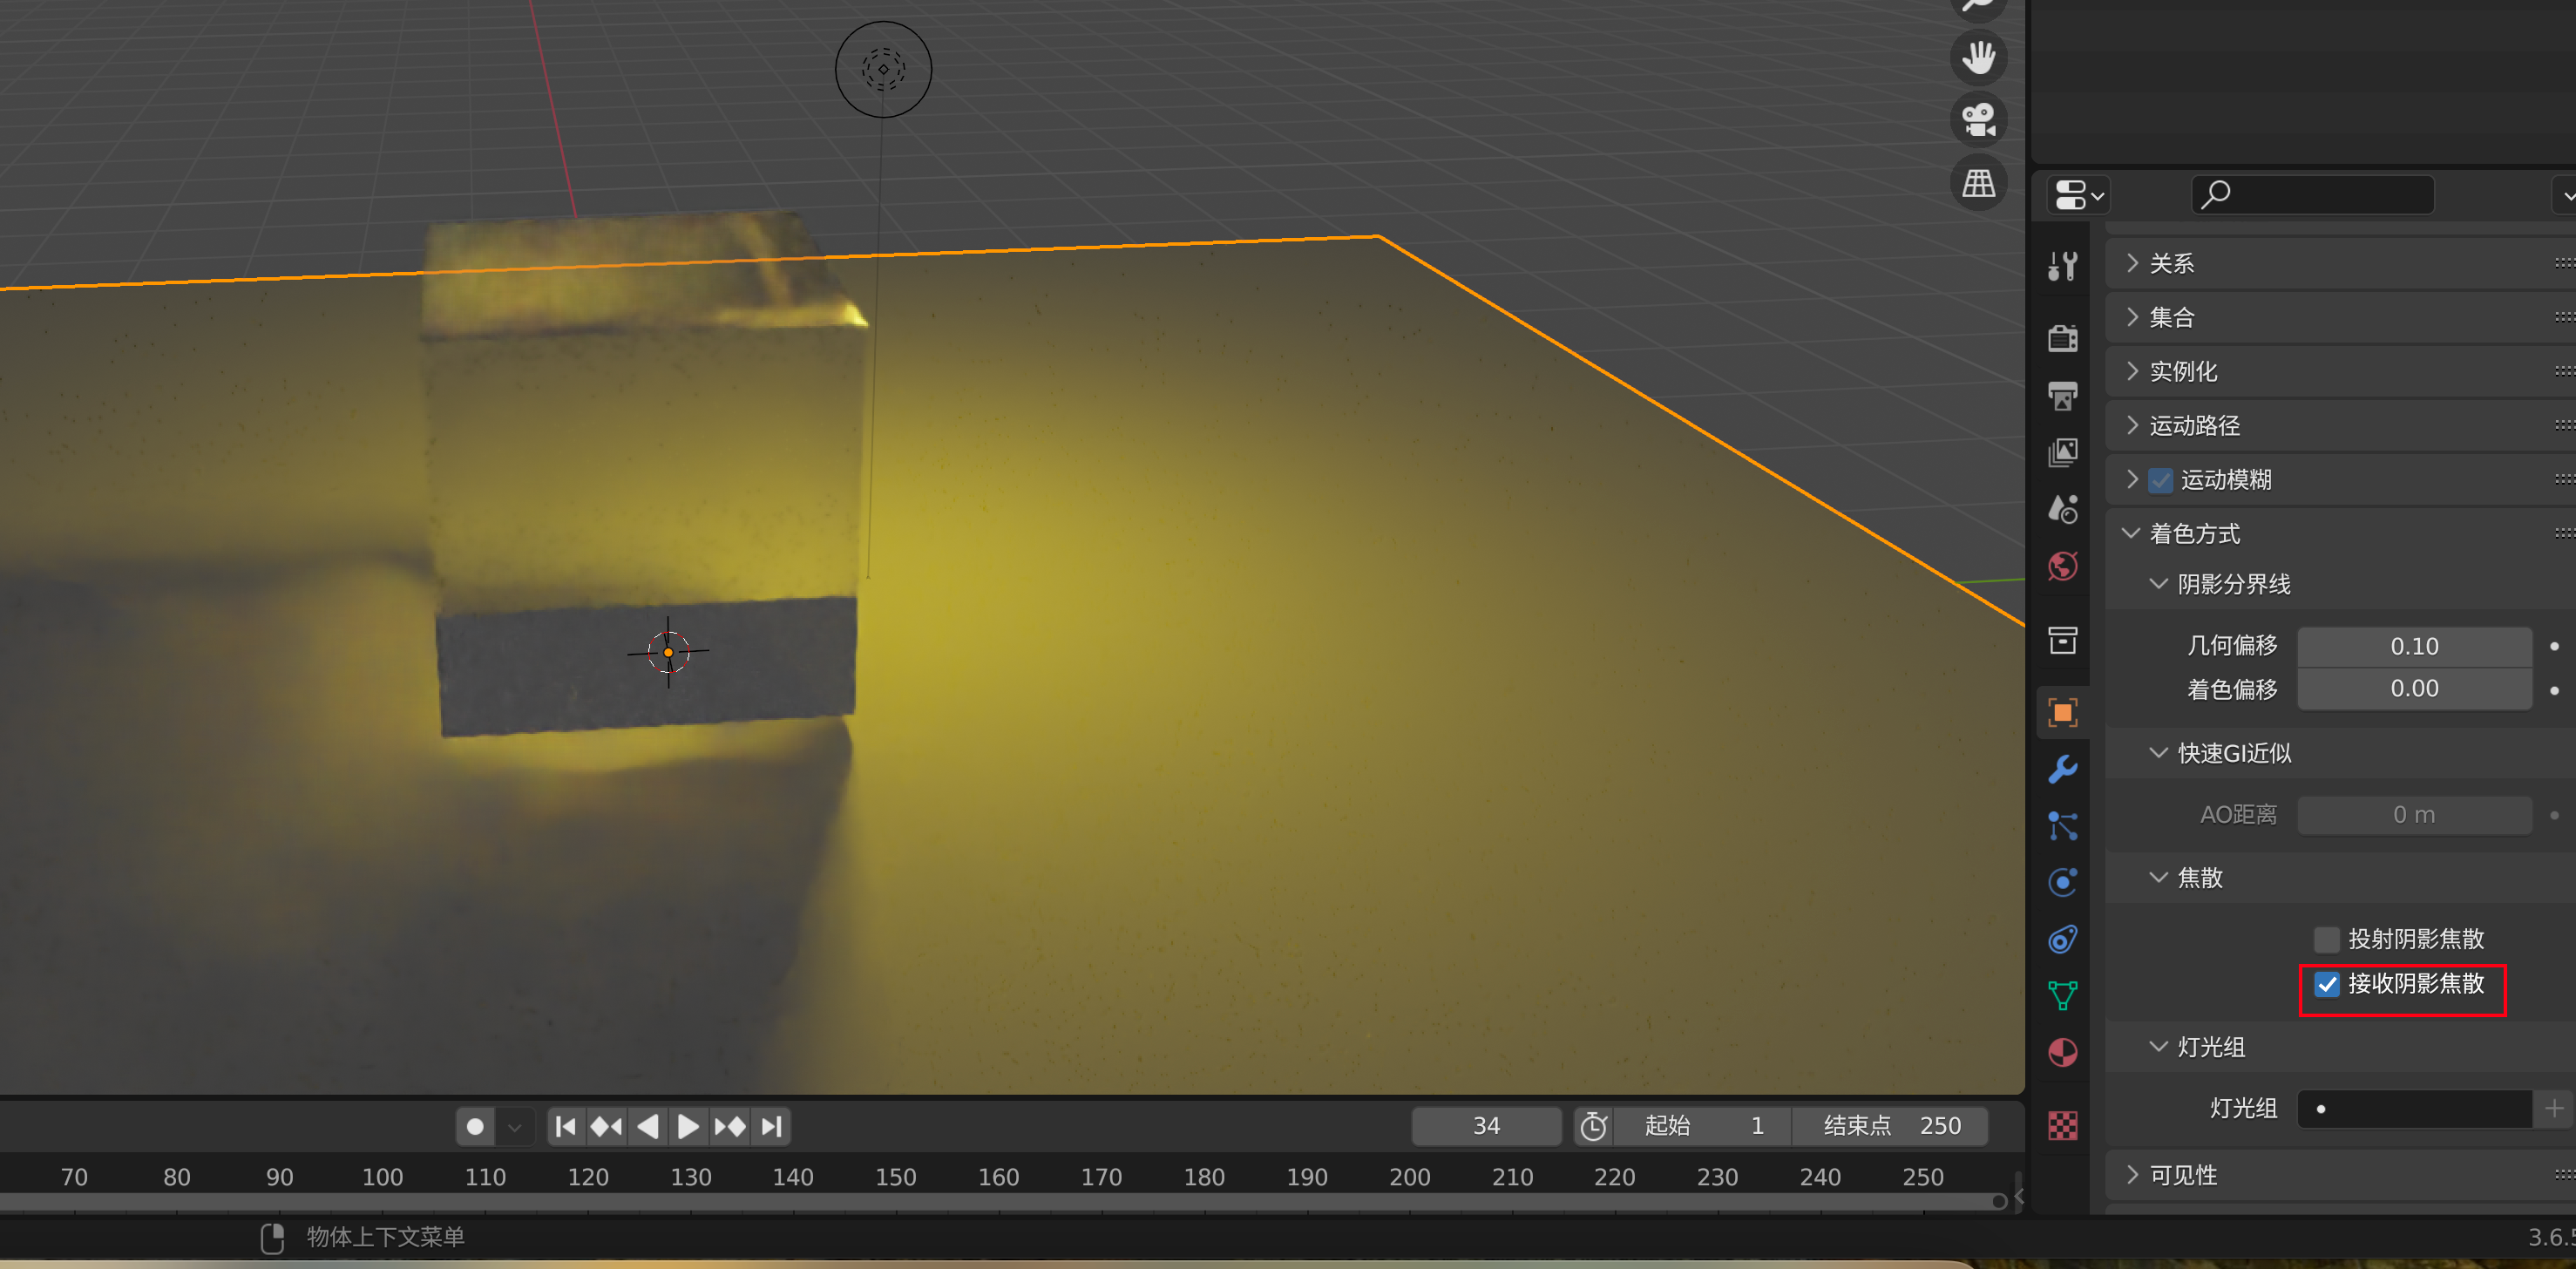 关系
集合
实例化
运动路径
运动模糊
着色方式
阴影分界线
几何偏移 0.10
着色偏移 0.00
快速GI近似
AO距离 0 m
焦散
投射阴影焦散
接收阴影焦散
灯光组
灯光组
可见性
34 起始 1 结束点 250
70 80 90 100 110 120 130 140 150 160 170 180 190 200 210 220 230 240 250
物体上下文菜单 3.6.5